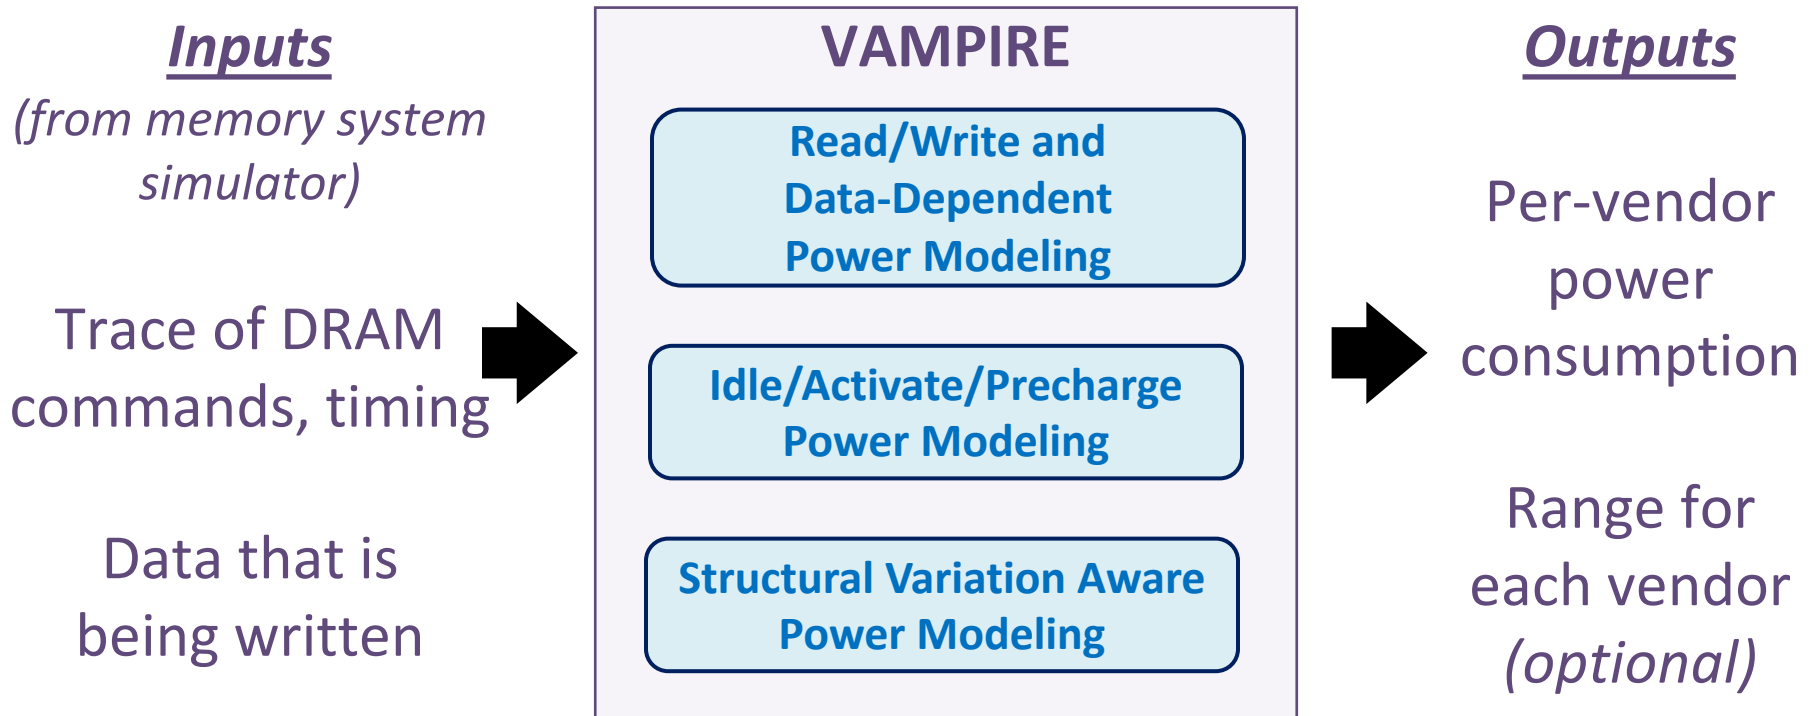 Inputs
(from memory system
simulator)
Trace of DRAM
commands, timing
Data that is
being written
VAMPIRE
Read/Write and
Data-Dependent
Power Modeling
Idle/Activate/Precharge
Power Modeling
Structural Variation Aware
Power Modeling
Outputs
Per-vendor
power
consumption
Range for
each vendor
(optional)